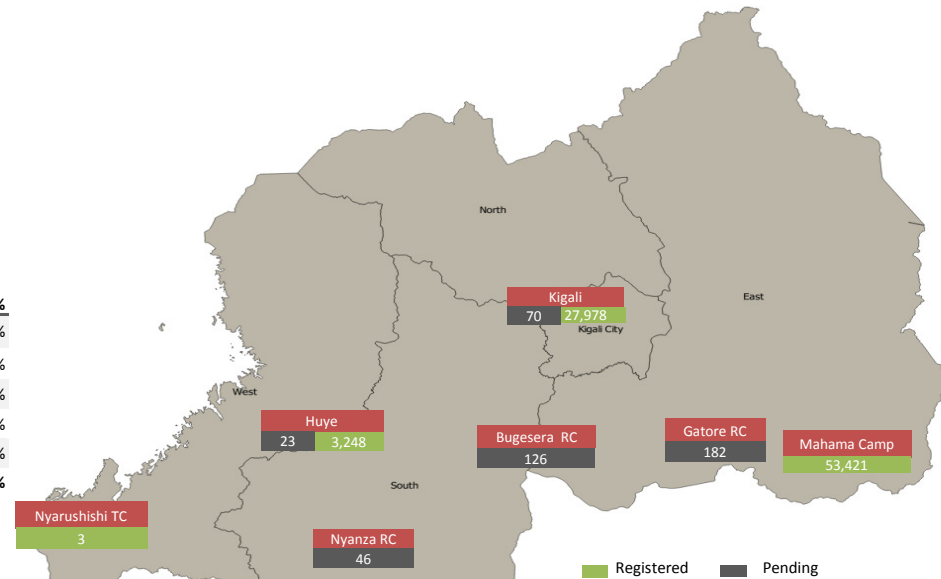 North
%
Kigali
East
70 27,978
%
Kigali City
%
West
%
Huye
Gatore RC
%
Bugesera RC
Mahama Camp
23 3,248
182
%
126
53,421
%
South
Nyarushishi TC
3
Nyanza RC
46
Registered Pending